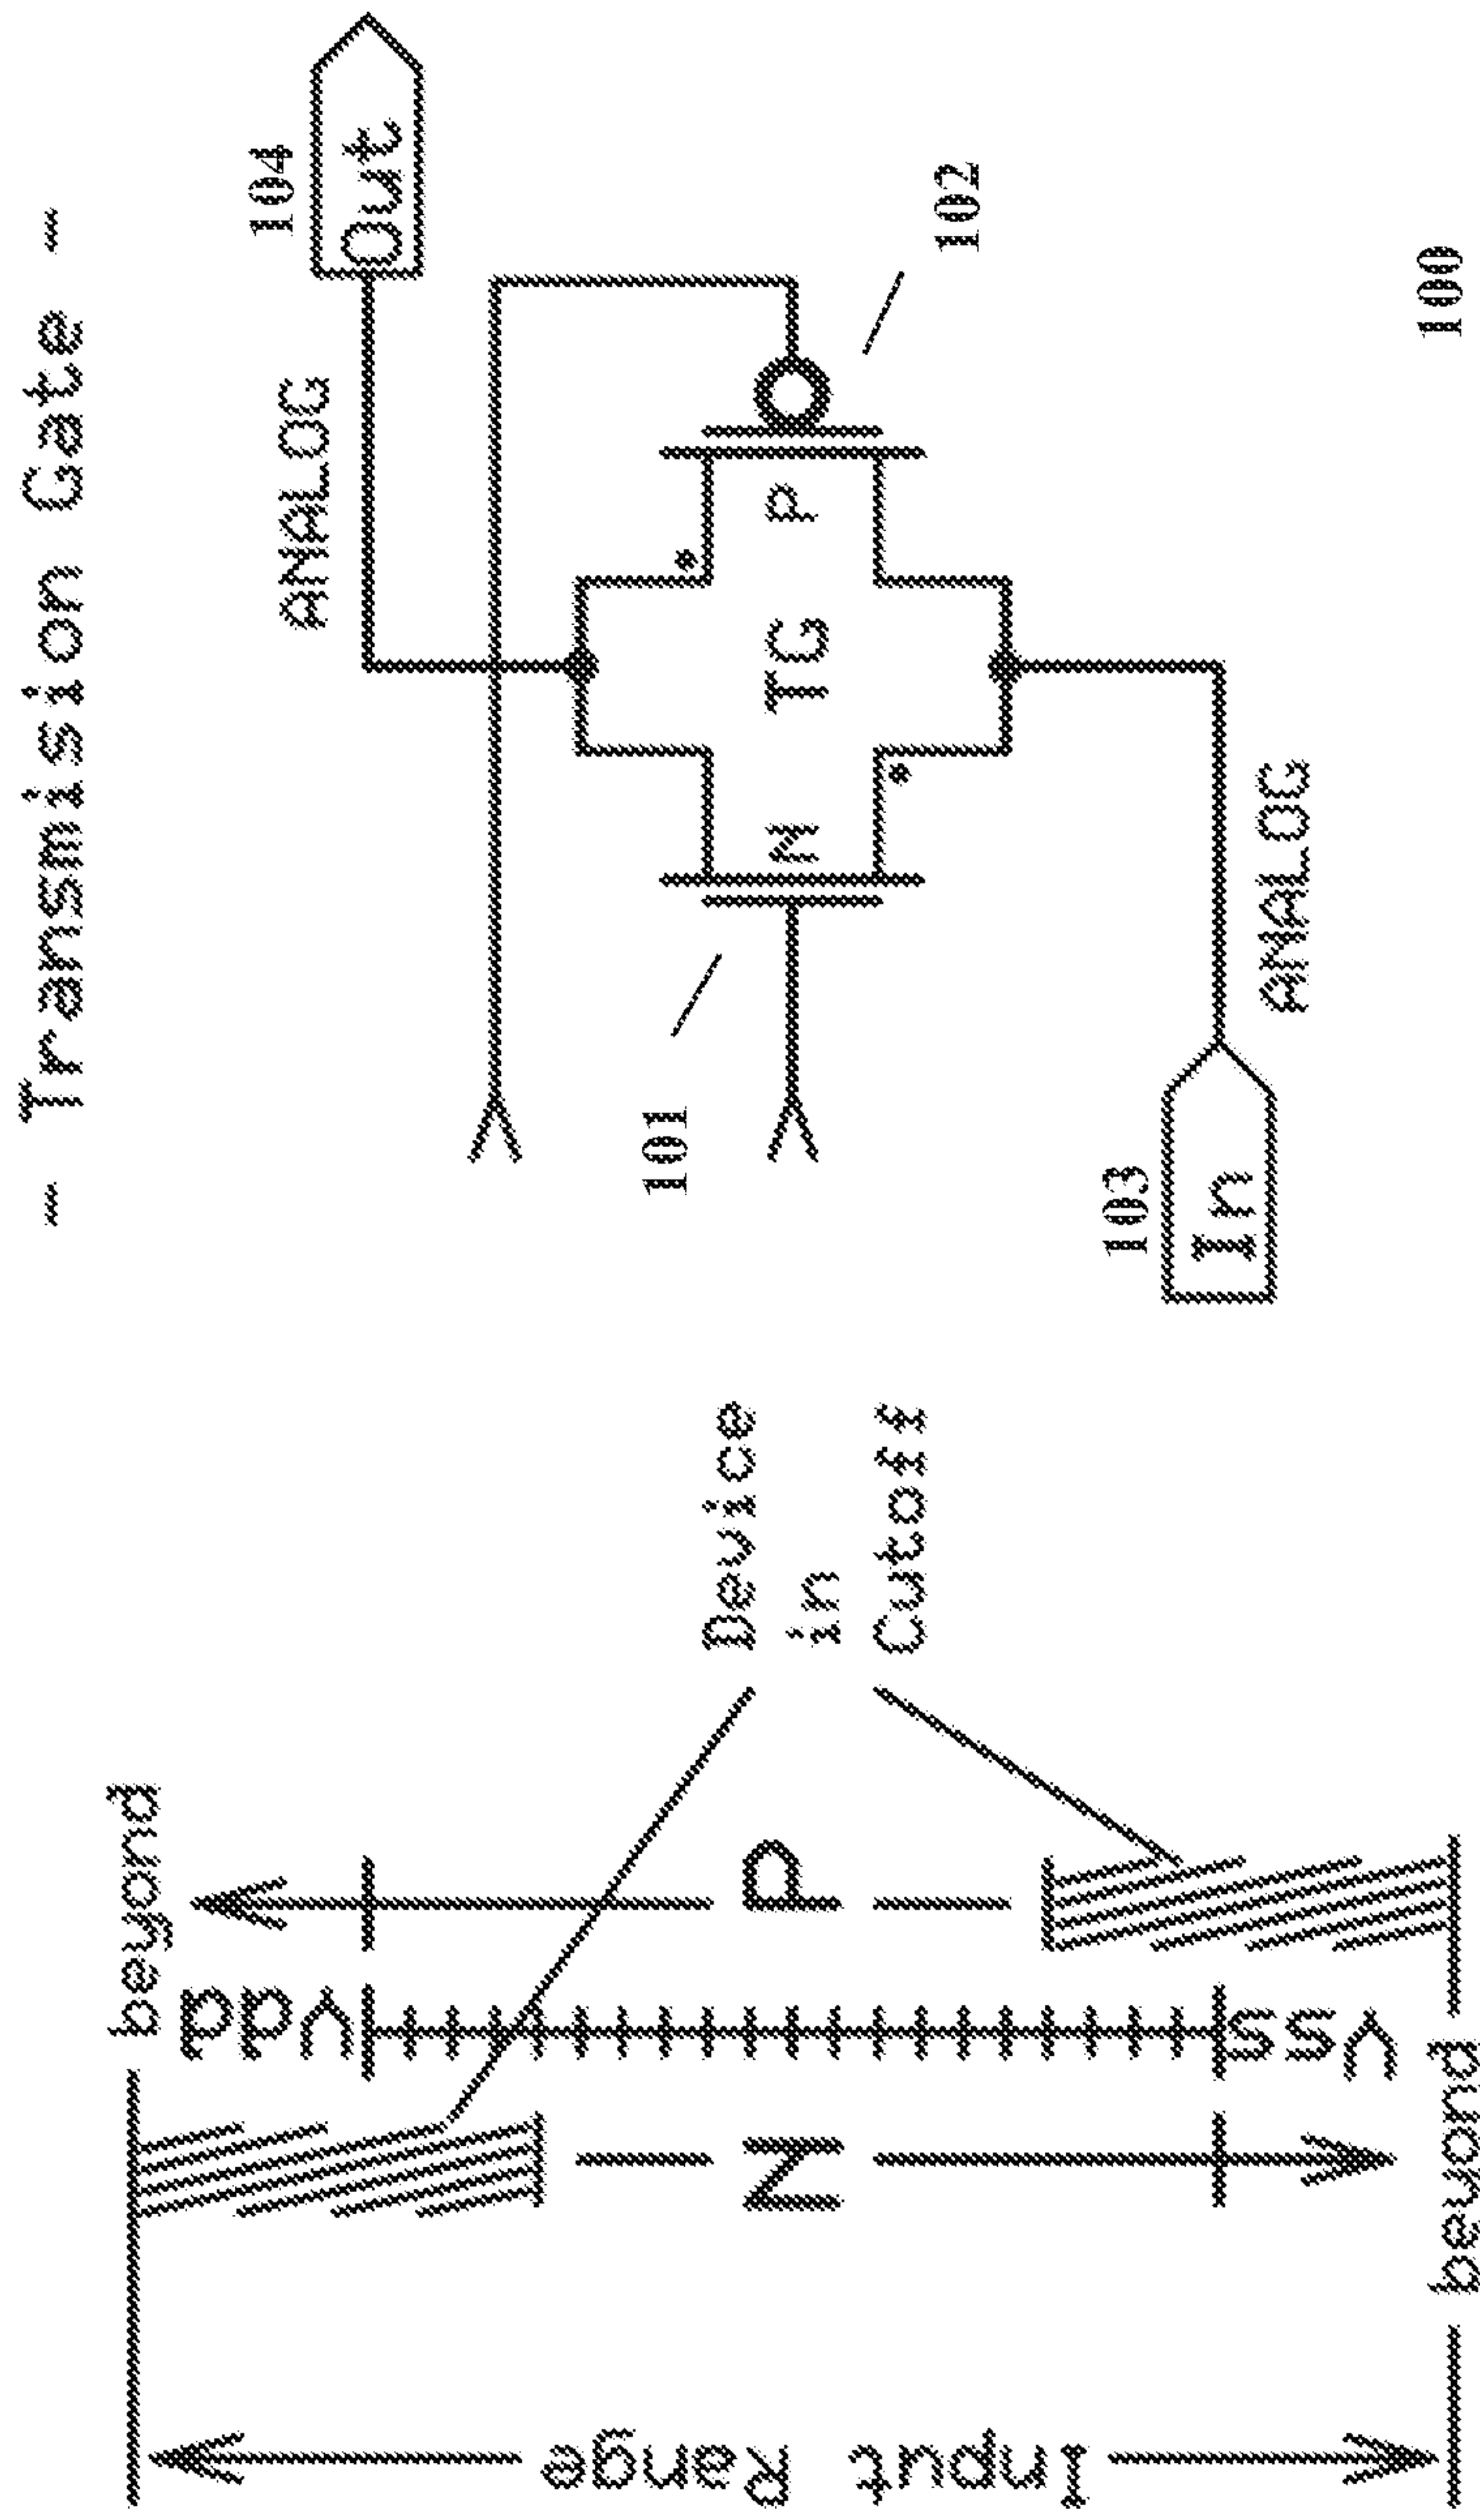 - Transmision Gate -
104
Out
ANALOG
102
N TG P
101
103
In
ANALOG
100
beyond
Vdd
N
P
Vss
beyond
Input Range
Device
in
Cutoff